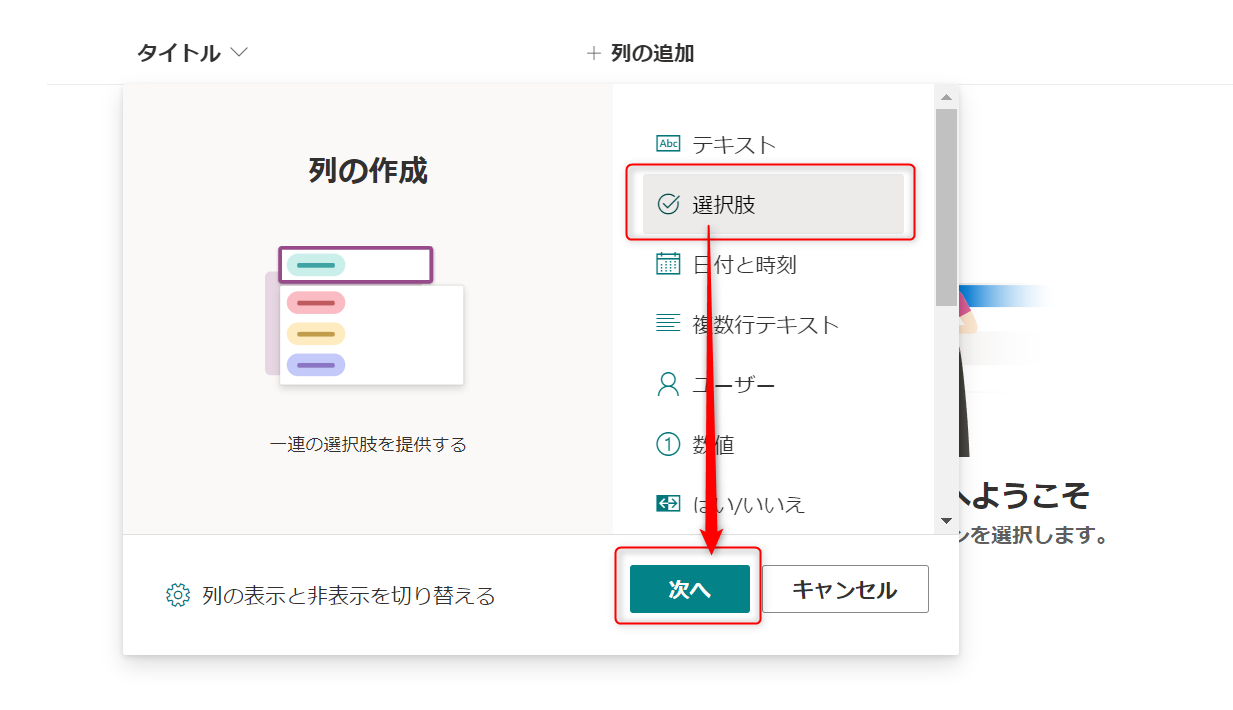 タイトル
列の追加
列の作成
一連の選択肢を提供する
Abc テキスト
選択肢
日付と時刻
複数行テキスト
ユーザー
1 数値
はい/いいえ
へようこそ
ンを選択します。
列の表示と非表示を切り替える
次へ
キャンセル